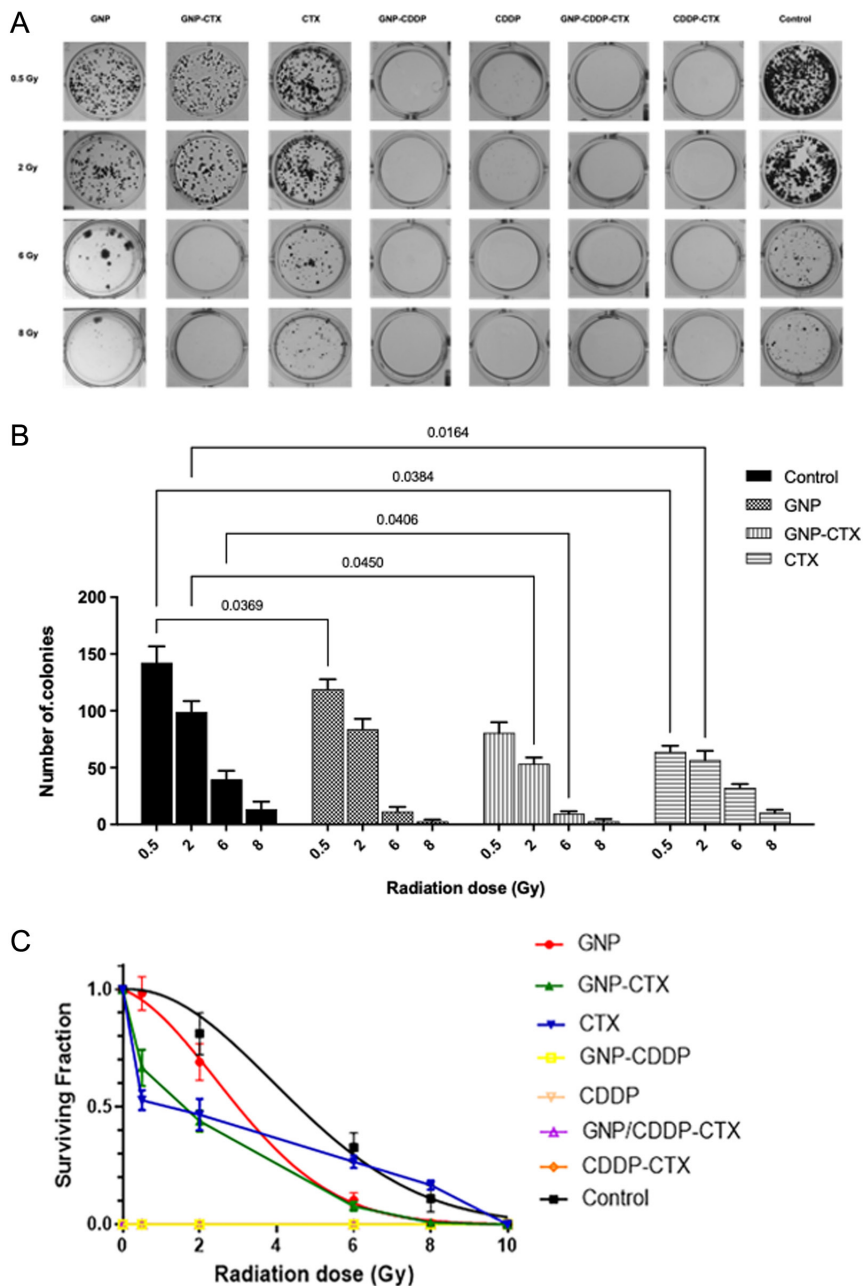 A
GNP GNP-CTX CTX GNP-CDDP CDDP GNP-CDDP-CTX CDDP-CTX Control
0.5 Gy
2 Gy
6 Gy
8 Gy
B
0.0164
0.0384
0.0406
0.0450
0.0369
Control
GNP
GNP-CTX
CTX
Number of.colonies
200
150
100
50
0
0.5 2 6 8 0.5 2 6 8 0.5 2 6 8 0.5 2 6 8
Radiation dose (Gy)
C
GNP
GNP-CTX
CTX
GNP-CDDP
CDDP
GNP/CDDP-CTX
CDDP-CTX
Control
Surviving Fraction
1.0
0.5
0.0
0 2 4 6 8 10
Radiation dose (Gy)